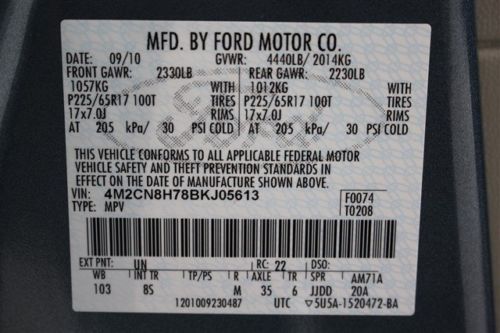 MFD. BY FORD MOTOR CO.
DATE: 09/10 GVWR: 4440LB/ 2014KG
FRONT GAWR: 2330LB REAR GAWR: 2230LB
1057KG WITH 1012KG WITH
P225/65R17 100T TIRES P225/65R17 100T TIRES
17x7.0J RIMS 17x7.0J RIMS
AT 205 kPa/ 30 PSI COLD AT 205 kPa/ 30 PSI COLD
THIS VEHICLE CONFORMS TO ALL APPLICABLE FEDERAL MOTOR
VEHICLE SAFETY AND THEFT PREVENTION STANDARDS IN
EFFECT ON THE DATE OF MANUFACTURE SHOWN ABOVE.
VIN: 4M2CN8H78BKJ05613 F0074
TYPE: MPV T0208
EXT PNT: UN RC: 22 DSO:
WB INT TR TP/PS R AXLE TR SPR AM71A
103 8S M 35 6 JJDD 20A
1201009230487 UTC ▽5U5A-1520472-BA